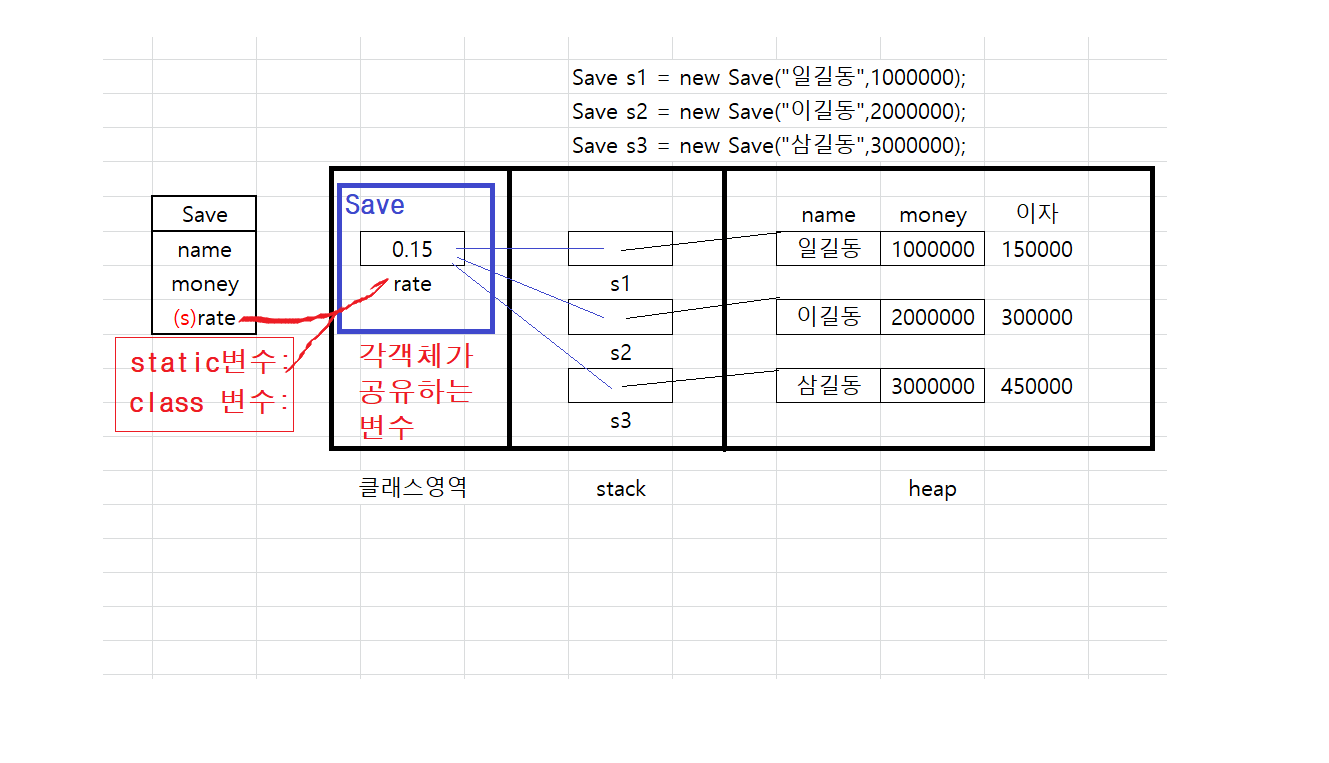 Save s1 = new Save("일길동",1000000);
Save s2 = new Save("이길동",2000000);
Save s3 = new Save("삼길동",3000000);
Save
name
money
(s)rate
static변수:
class 변수:
Save
0.15
rate
각객체가
공유하는
변수
s1
s2
s3
name money 이자
일길동 1000000 150000
이길동 2000000 300000
삼길동 3000000 450000
클래스영역 stack heap